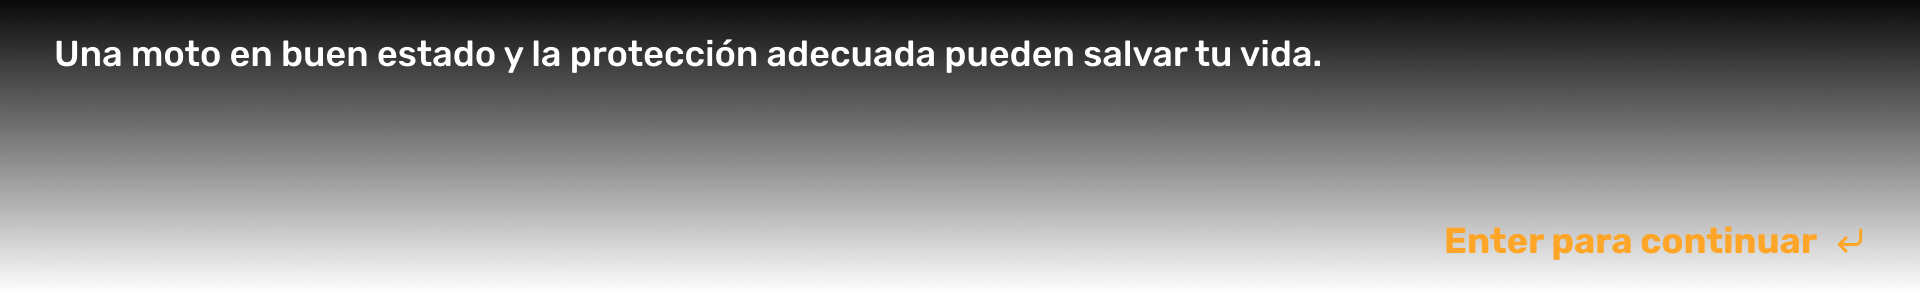 Una moto en buen estado y la protección adecuada pueden salvar tu vida.
Enter para continuar